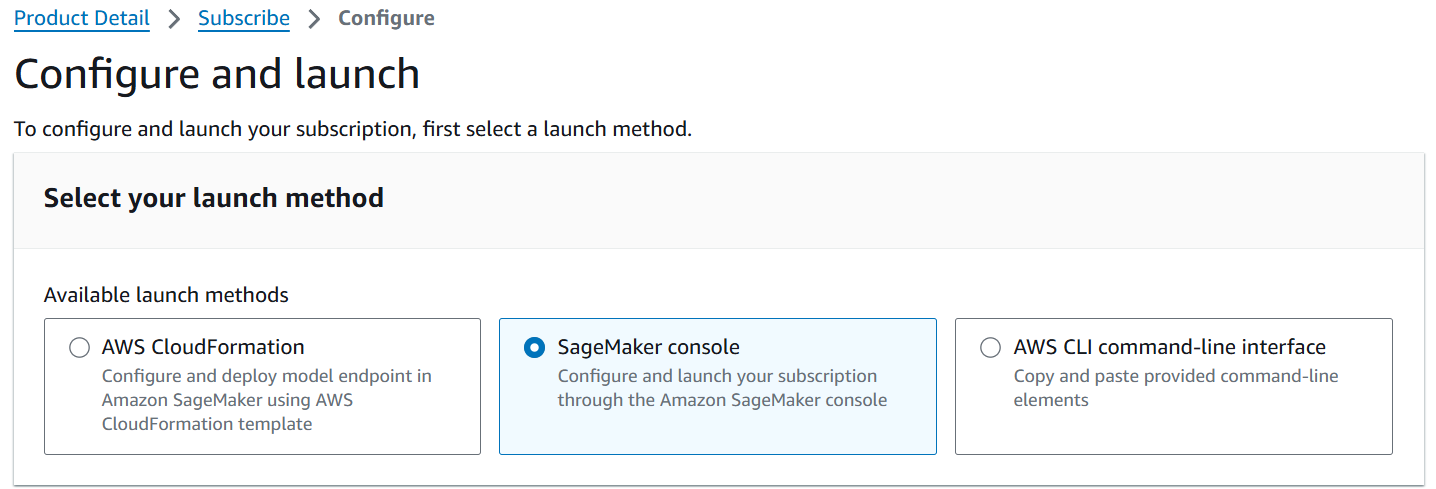 Product Detail > Subscribe > Configure
Configure and launch
To configure and launch your subscription, first select a launch method.
Select your launch method
Available launch methods
AWS CloudFormation
Configure and deploy model endpoint in
Amazon SageMaker using AWS
CloudFormation template
SageMaker console
Configure and launch your subscription
through the Amazon SageMaker console
AWS CLI command-line interface
Copy and paste provided command-line
elements